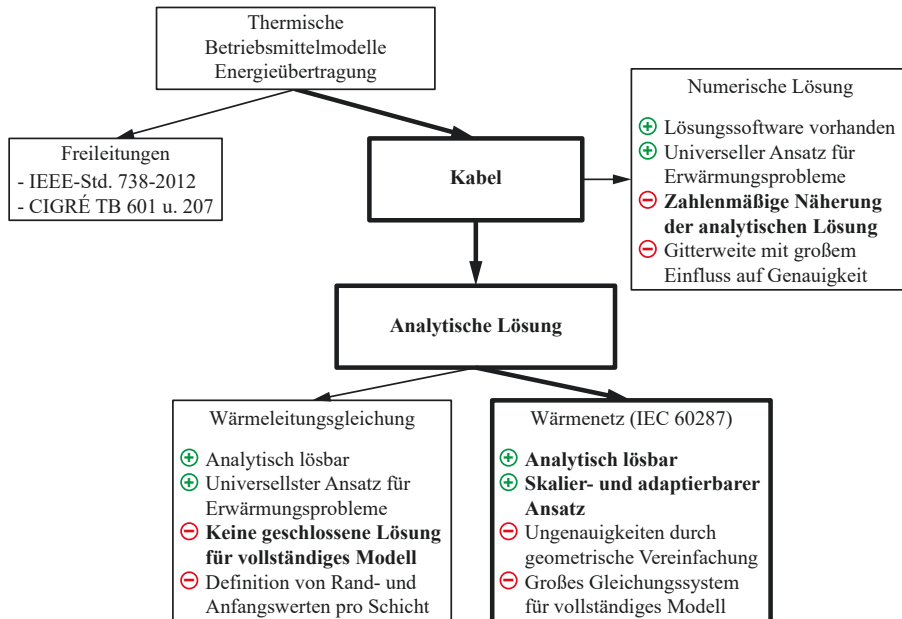 Thermische
Betriebsmittelmodelle
Energieübertragung
Freileitungen
- IEEE-Std. 738-2012
- CIGRÉ TB 601 u. 207
Kabel
Numerische Lösung
Lösungssoftware vorhanden
Universeller Ansatz für
Erwärmungsprobleme
Zahlenmäßige Näherung
der analytischen Lösung
Gitterweite mit großem
Einfluss auf Genauigkeit
Analytische Lösung
Wärmeleitungsgleichung
Analytisch lösbar
Universellster Ansatz für
Erwärmungsprobleme
Keine geschlossene Lösung
für vollständiges Modell
Definition von Rand- und
Anfangswerten pro Schicht
Wärmenetz (IEC 60287)
Analytisch lösbar
Skalier- und adaptierbarer
Ansatz
Ungenauigkeiten durch
geometrische Vereinfachung
Großes Gleichungssystem
für vollständiges Modell